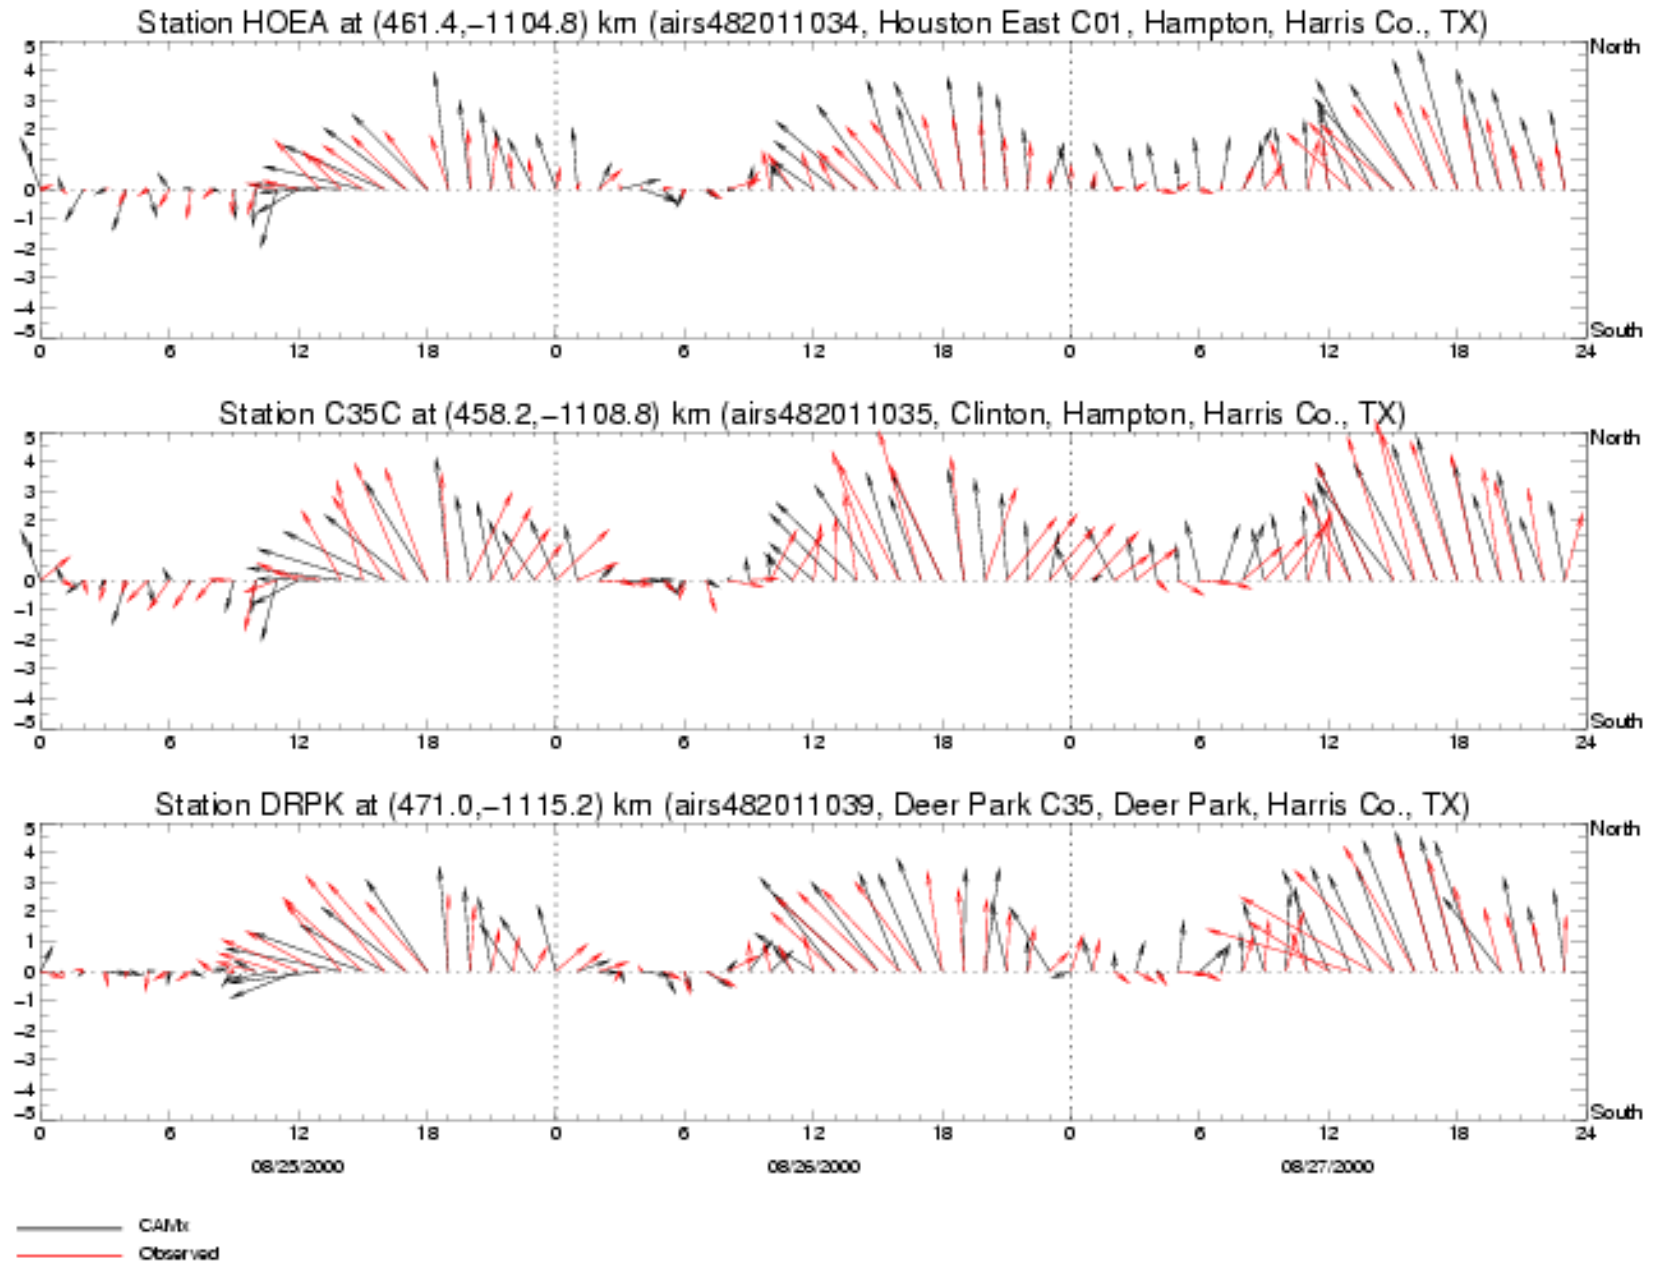 Station HOEA at (461.4,−1104.8) km (airs482011034, Houston East C01, Hampton, Harris Co., TX)
5 North
4
3
2
1
0
−1
−2
−3
−4
−5 South
0 6 12 18 0 6 12 18 0 6 12 18 24
Station C35C at (458.2,−1108.8) km (airs482011035, Clinton, Hampton, Harris Co., TX)
5 North
4
3
2
1
0
−1
−2
−3
−4
−5 South
0 6 12 18 0 6 12 18 0 6 12 18 24
Station DRPK at (471.0,−1115.2) km (airs482011039, Deer Park C35, Deer Park, Harris Co., TX)
5 North
4
3
2
1
0
−1
−2
−3
−4
−5 South
0 6 12 18 0 6 12 18 0 6 12 18 24
08/25/2000 08/26/2000 08/27/2000
CAMx
Observed